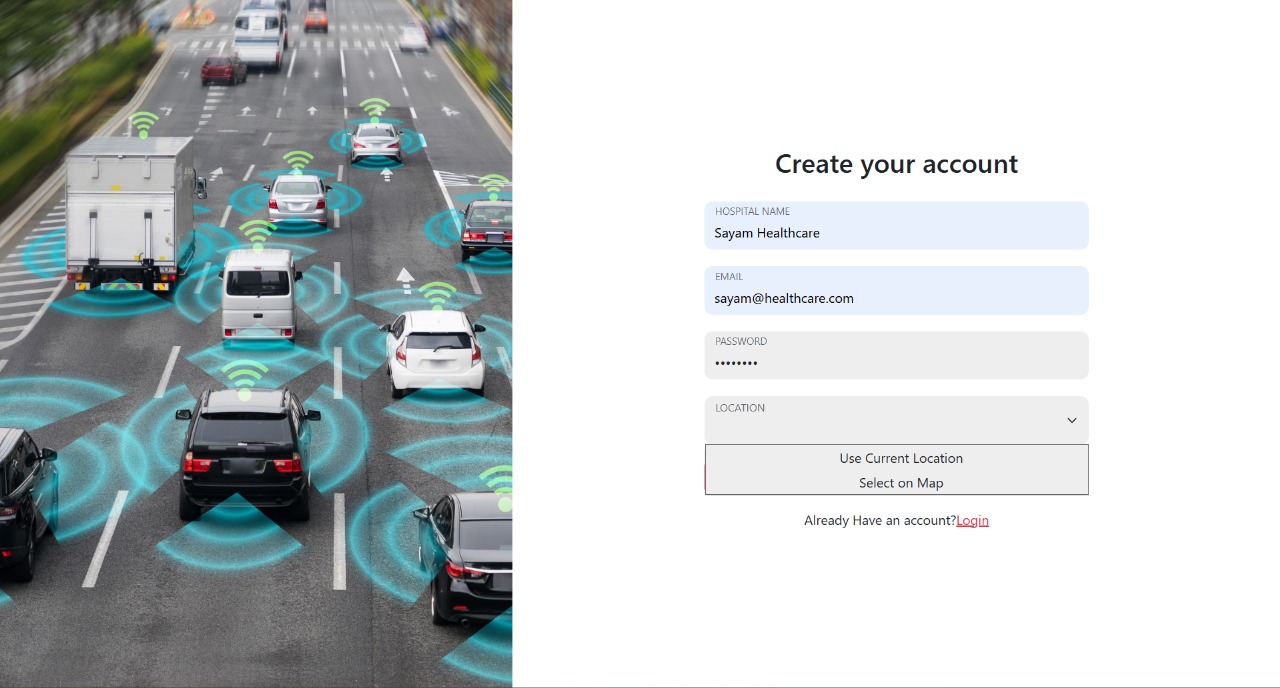 Create your account
HOSPITAL NAME
Sayam Healthcare
EMAIL
sayam@healthcare.com
PASSWORD
••••••••
LOCATION
Use Current Location
Select on Map
Already Have an account?Login